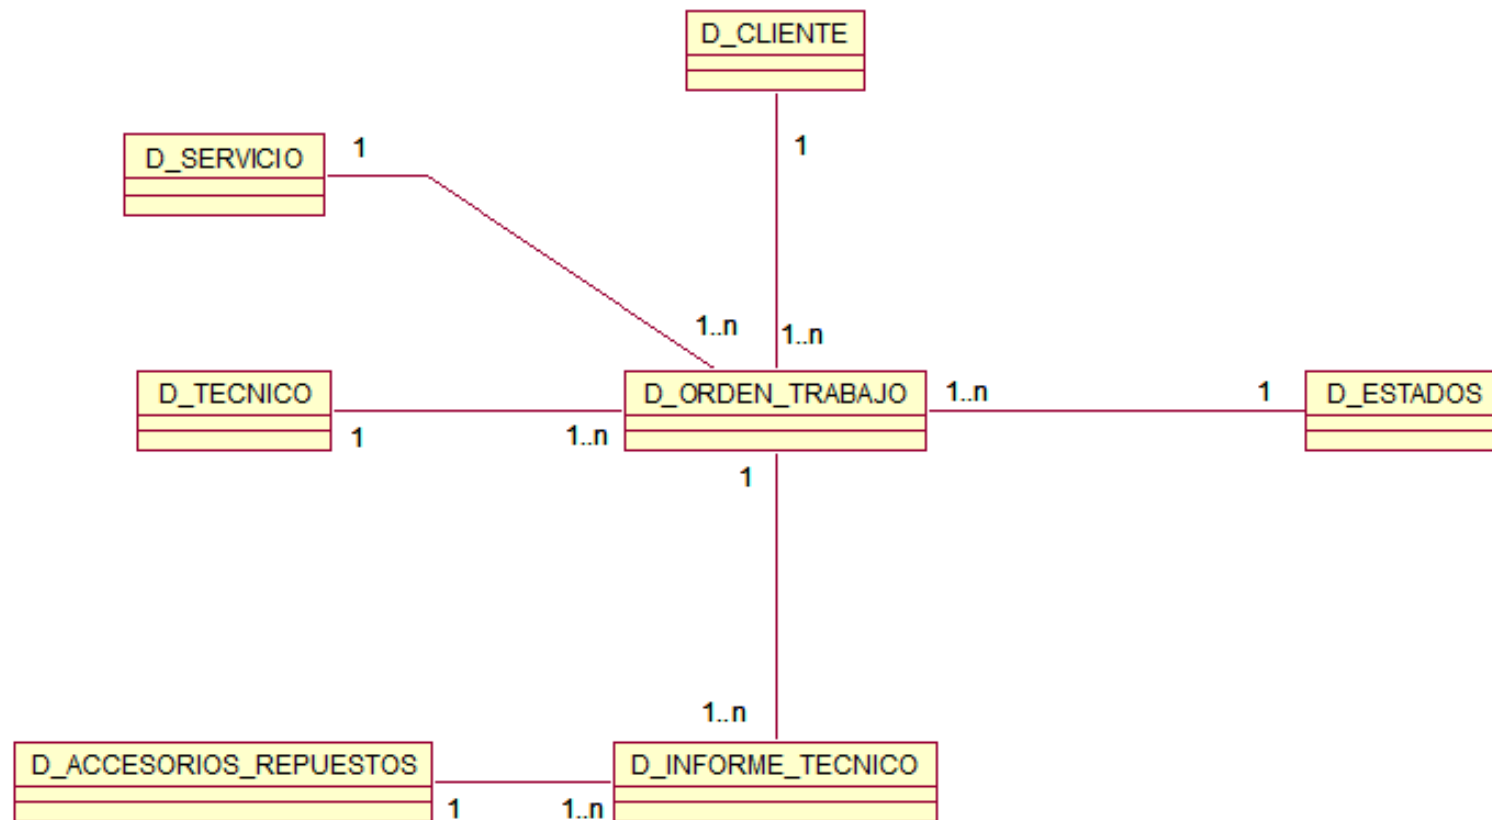 D_CLIENTE
1
D_SERVICIO
1
1..n
1..n
D_TECNICO
1
1..n
D_ORDEN_TRABAJO
1..n
1
D_ESTADOS
1
1..n
D_ACCESORIOS_REPUESTOS
1
1..n
D_INFORME_TECNICO